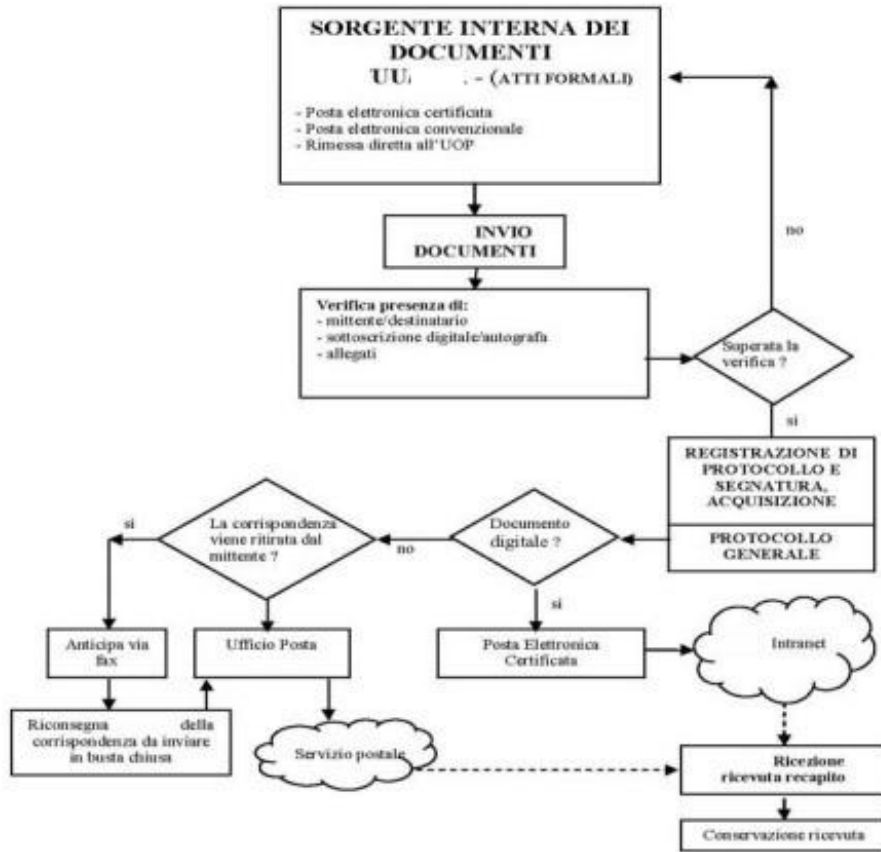 SORGENTE INTERNA DEI
DOCUMENTI
- (ATTI FORMALI)
- Posta elettronica certificata
- Posta elettronica convenzionale
- Rimessa diretta all'UOP
INVIO
DOCUMENTI
no
Verifica presenza di:
- mittente/destinatario
- sottoscrizione digitale/autografa
- allegati
Superata la
verifica ?
si
REGISTRAZIONE DI
PROTOCOLLO E
SEGNATURA,
ACQUISIZIONE
PROTOCOLLO
GENERALE
Documento
digitale ?
no
si
La corrispondenza
viene ritirata dal
mittente ?
si
Anticipa via
fax
Ufficio Posta
Posta Elettronica
Certificata
Intranet
Riconsegna della
corrispondenza da inviare
in busta chiusa
Servizio postale
Ricezione
ricevuta recapito
Conservazione ricevuta